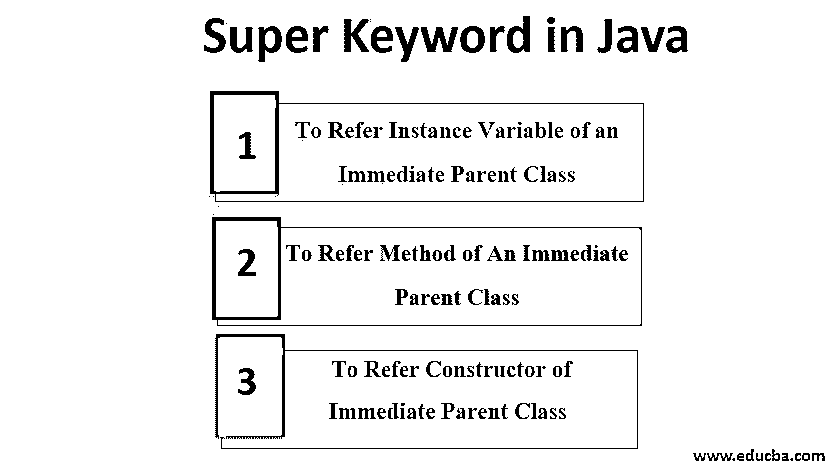 Super Keyword in Java
1
To Refer Instance Variable of an
Immediate Parent Class
2
To Refer Method of An Immediate
Parent Class
3
To Refer Constructor of
Immediate Parent Class
www.educba.com